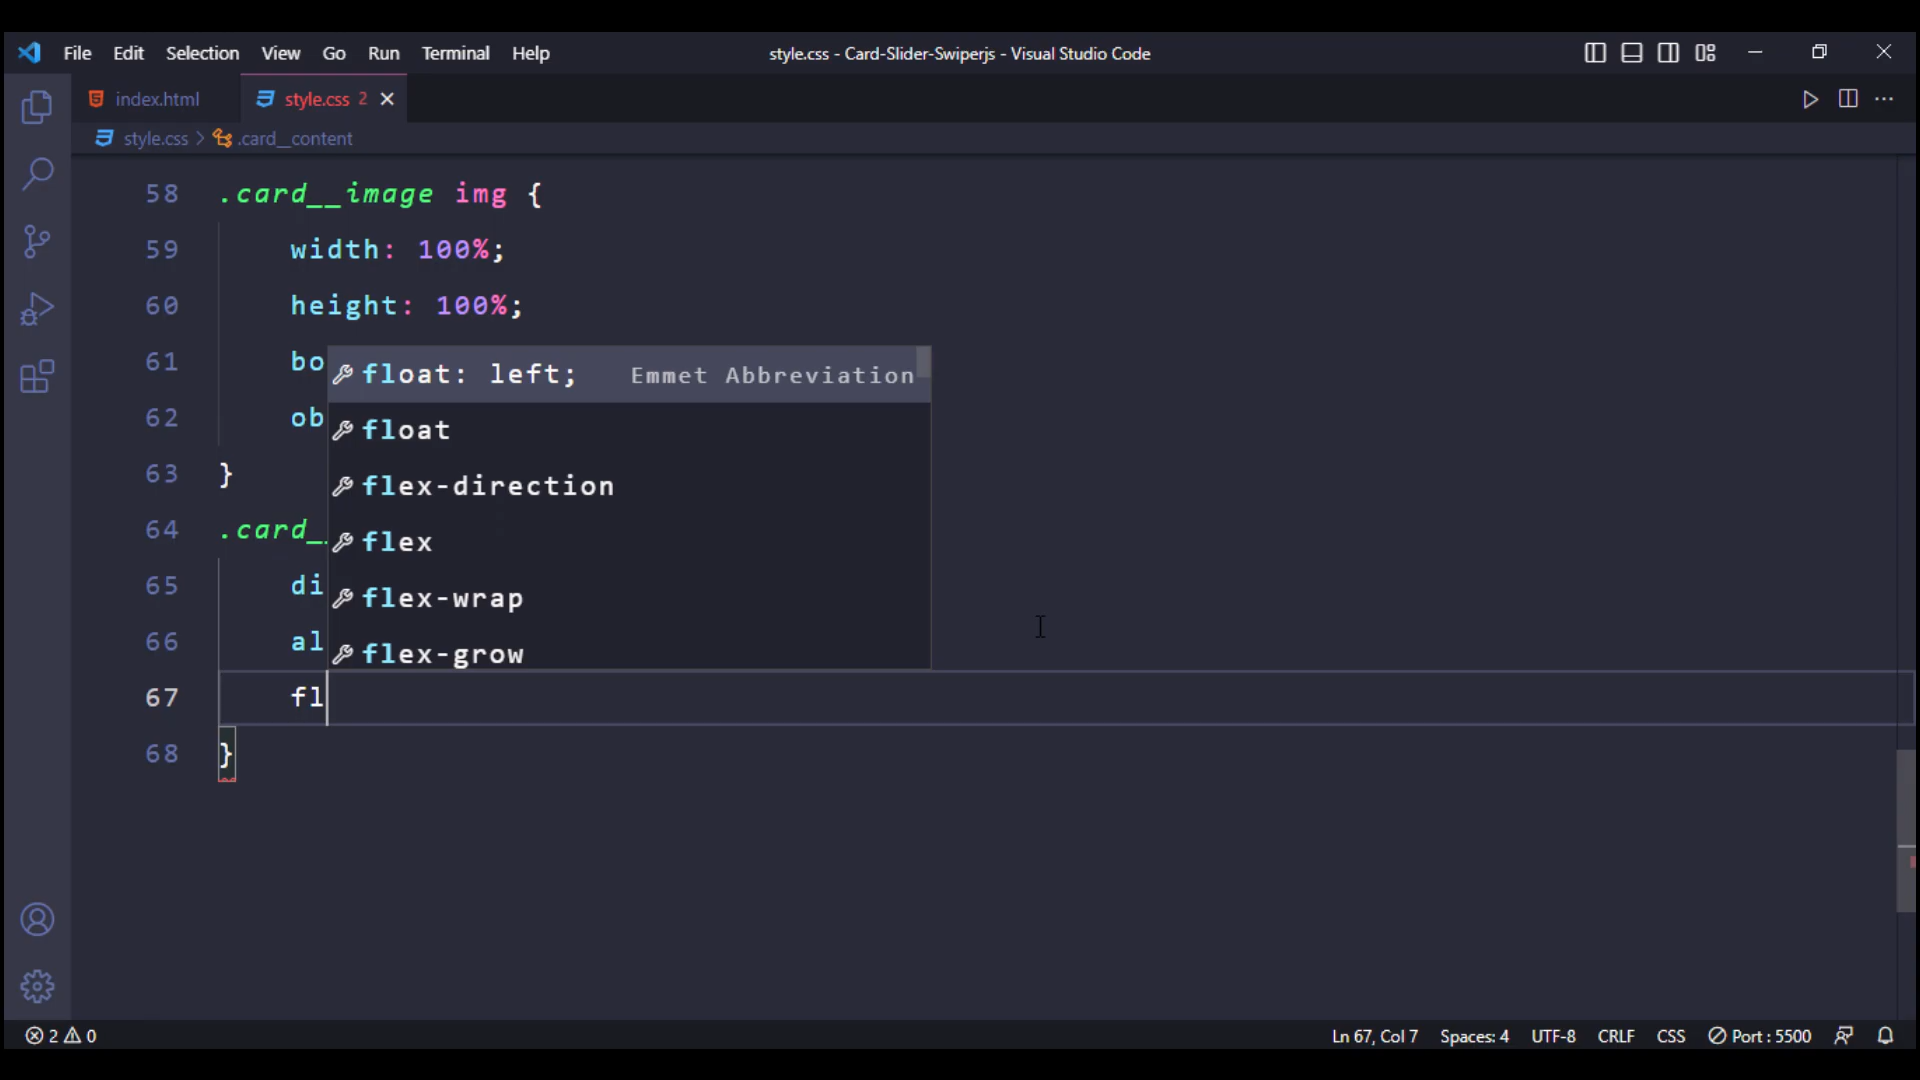 File Edit Selection View Go Run Terminal Help style.css - Card-Slider-Swiperjs - Visual Studio Code
index.html style.css 2
style.css > .card__content
58 .card__image img {
59 width: 100%;
60 height: 100%;
61 bo
float: left; Emmet Abbreviation
62 ob
float
63 }
flex-direction
64 .card_
flex
65 di
flex-wrap
66 al
flex-grow
67 fl
68 }
2 0 Ln 67, Col 7 Spaces: 4 UTF-8 CRLF CSS Port : 5500